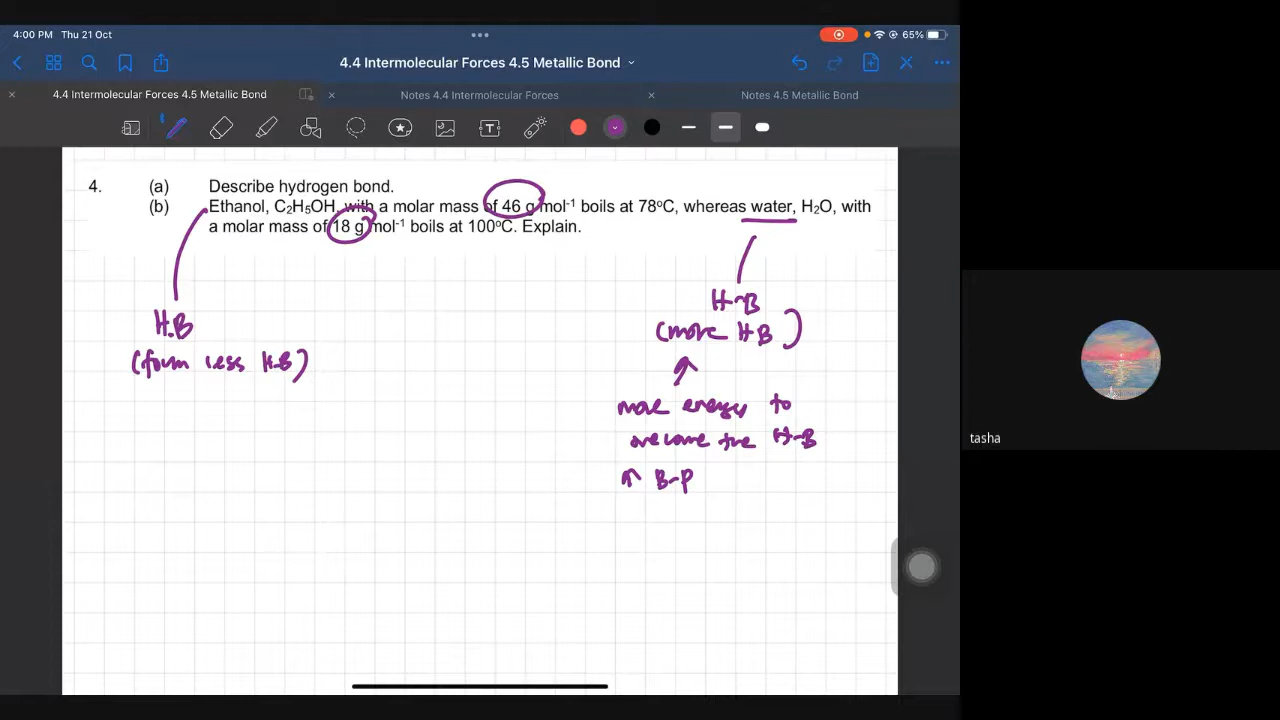 4:00 PM Thu 21 Oct
65%
4.4 Intermolecular Forces 4.5 Metallic Bond
4.4 Intermolecular Forces 4.5 Metallic Bond
Notes 4.4 Intermolecular Forces
Notes 4.5 Metallic Bond
4. (a) Describe hydrogen bond.
(b) Ethanol, C₂H₅OH, with a molar mass of 46 g mol⁻¹ boils at 78ºC, whereas water, H₂O, with
a molar mass of 18 g mol⁻¹ boils at 100ºC. Explain.
H.B
(form less H-B)
H-B
(more HB)
more energy to
overcome the H-B
↑ B-P
tasha